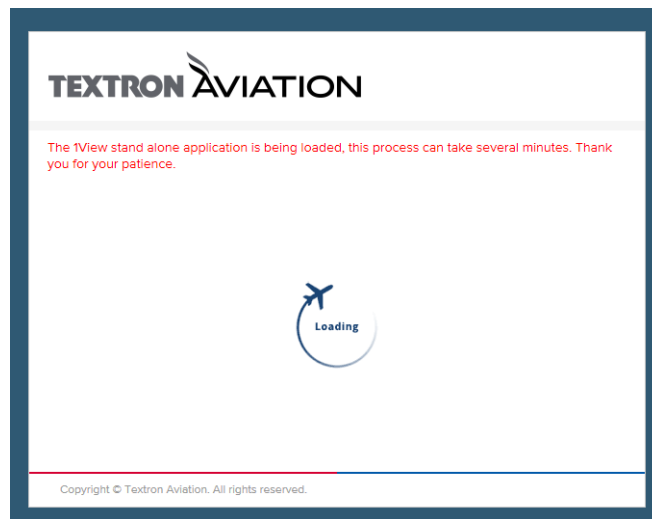 TEXTRON AVIATION
The 1View stand alone application is being loaded, this process can take several minutes. Thank
you for your patience.
Loading
Copyright © Textron Aviation. All rights reserved.